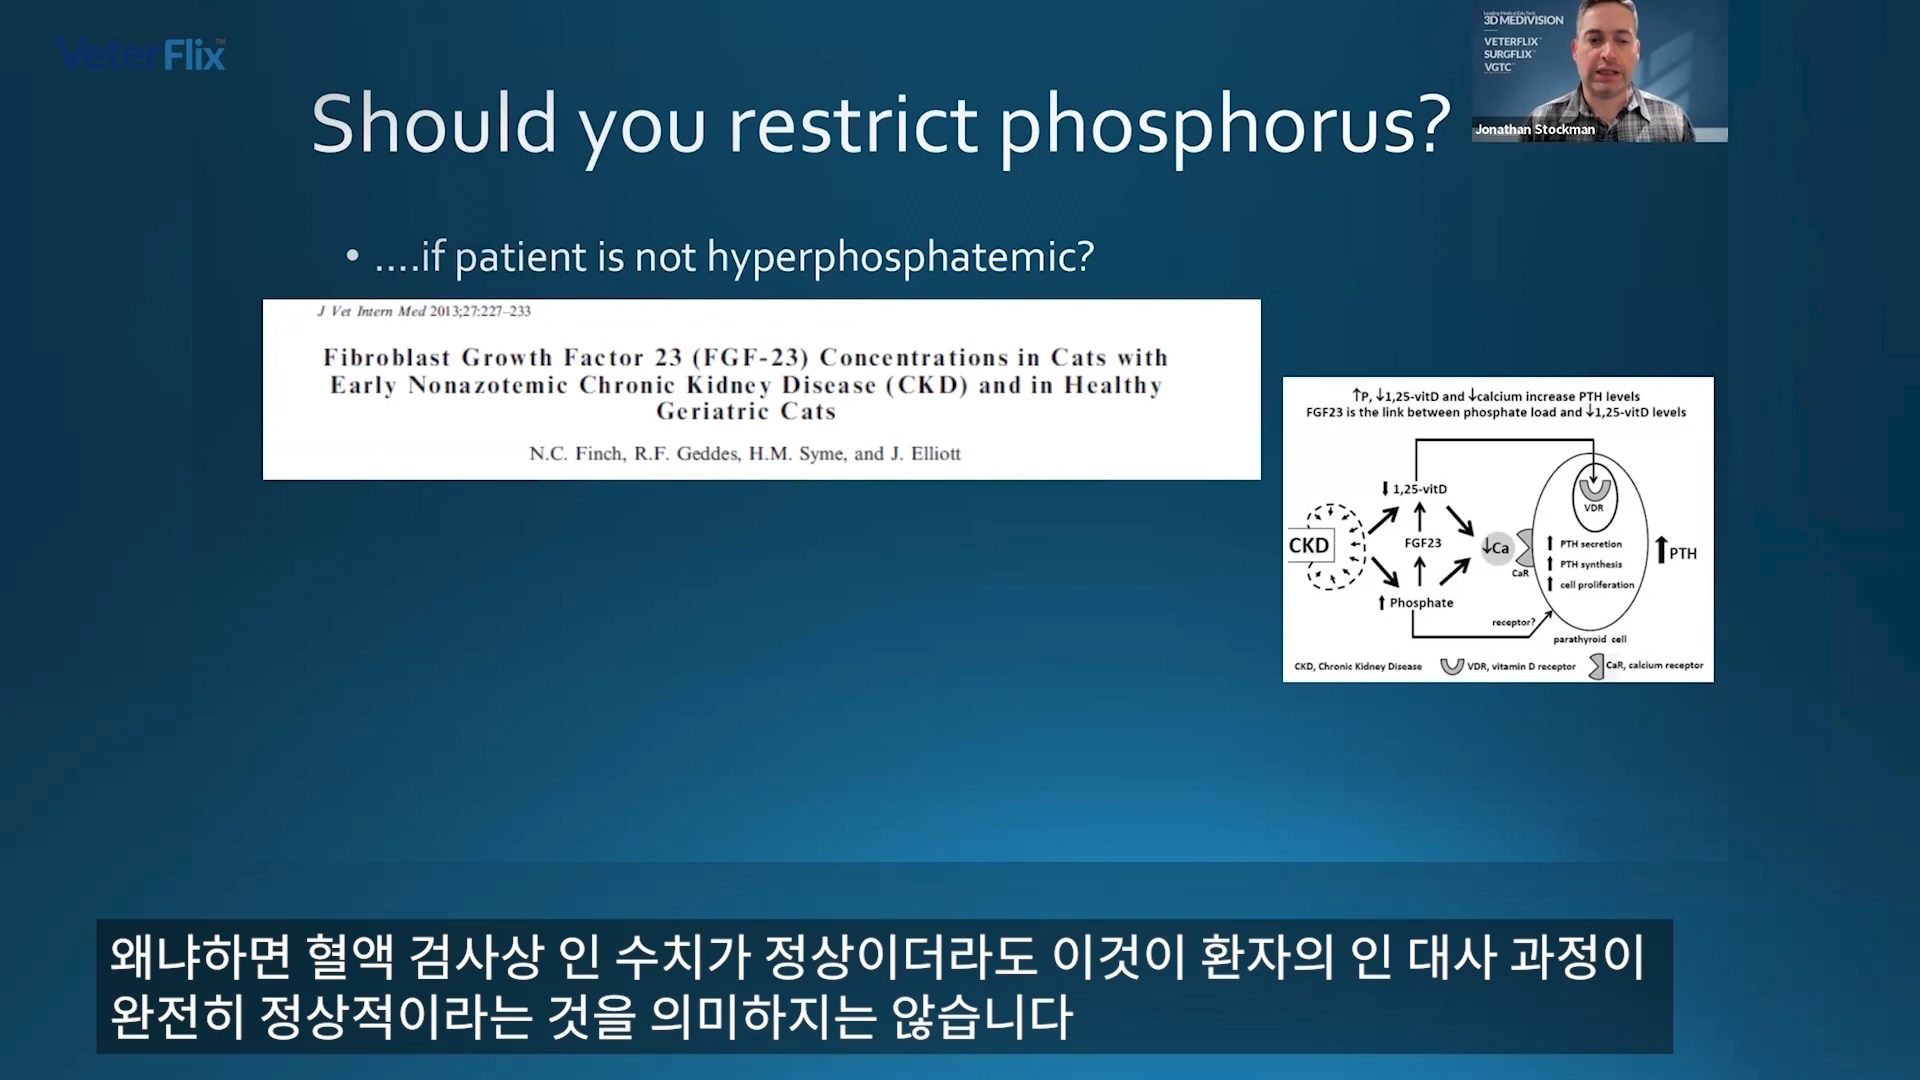 VeterFlix™
3D MEDIVISION
VETERFLIX
SURGFLIX
VGTC
Jonathan Stockman
Should you restrict phosphorus?
• ....if patient is not hyperphosphatemic?
J Vet Intern Med 2013;27:227–233
Fibroblast Growth Factor 23 (FGF-23) Concentrations in Cats with
Early Nonazotemic Chronic Kidney Disease (CKD) and in Healthy
Geriatric Cats
N.C. Finch, R.F. Geddes, H.M. Syme, and J. Elliott
↑P, ↓1,25-vitD and ↓calcium increase PTH levels
FGF23 is the link between phosphate load and ↓1,25-vitD levels
⬇ 1,25-vitD
VDR
CKD
FGF23
↓Ca
CaR
⬆ PTH secretion
⬆ PTH synthesis
⬆ cell proliferation
⬆PTH
⬆ Phosphate
receptor?
parathyroid cell
CKD, Chronic Kidney Disease
VDR, vitamin D receptor
CaR, calcium receptor
왜냐하면 혈액 검사상 인 수치가 정상이더라도 이것이 환자의 인 대사 과정이
완전히 정상적이라는 것을 의미하지는 않습니다